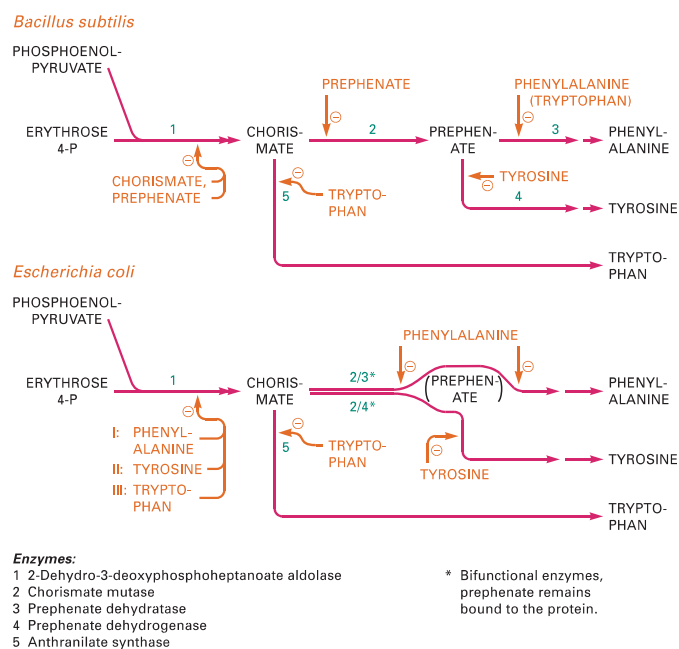 Bacillus subtilis
PHOSPHOENOL-
PYRUVATE
PREPHENATE
PHENYLALANINE
(TRYPTOPHAN)
⊖
⊖
ERYTHROSE
4-P
1
CHORIS-
MATE
2
PREPHEN-
ATE
3
PHENYL-
ALANINE
⊖
CHORISMATE,
PREPHENATE
⊖
5
TRYPTO-
PHAN
TYROSINE
⊖
4
TYROSINE
TRYPTO-
PHAN
Escherichia coli
PHOSPHOENOL-
PYRUVATE
PHENYLALANINE
⊖
⊖
ERYTHROSE
4-P
1
CHORIS-
MATE
2/3*
2/4*
(PREPHEN-
ATE)
PHENYL-
ALANINE
⊖
I: PHENYL-
ALANINE
II: TYROSINE
III: TRYPTO-
PHAN
⊖
5
TRYPTO-
PHAN
⊖
TYROSINE
TYROSINE
TRYPTO-
PHAN
Enzymes:
1 2-Dehydro-3-deoxyphosphoheptanoate aldolase
2 Chorismate mutase
3 Prephenate dehydratase
4 Prephenate dehydrogenase
5 Anthranilate synthase
* Bifunctional enzymes,
prephenate remains
bound to the protein.